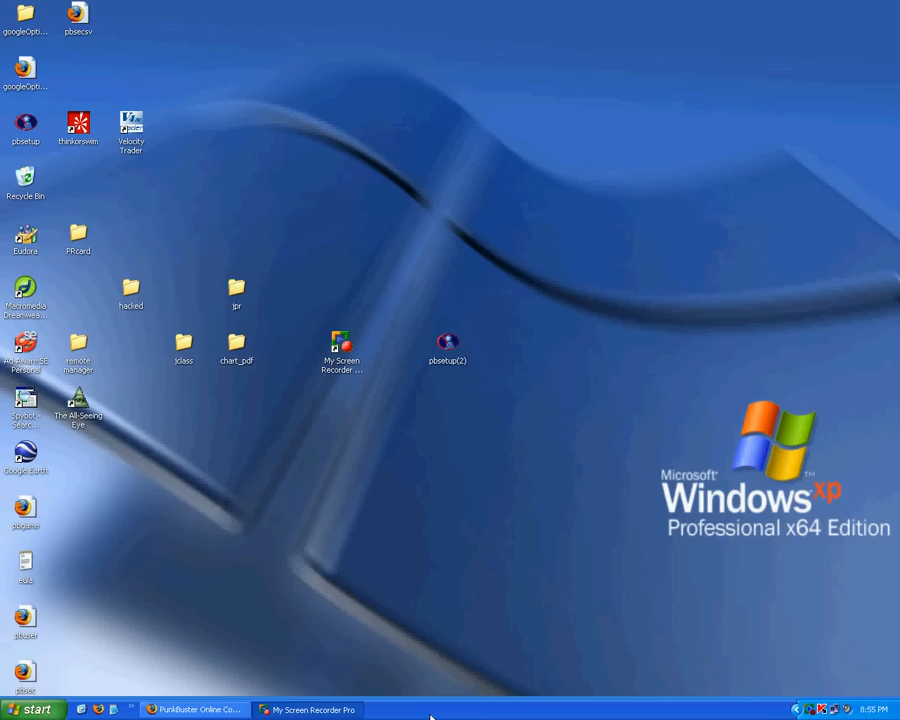 googleOpti...
pbsecsv
googleOpti...
pbsetup
thinkorswim
Velocity
Trader
Recycle Bin
Eudora
PRcard
Macromedia
Dreamwea...
hacked
jpr
Ad-Aware SE
Personal
remote
manager
jclass
chart_pdf
My Screen
Recorder ...
pbsetup(2)
Spybot -
Searc...
The All-Seeing
Eye
Google Earth
pbgame
eula
pbuser
pbsec
Microsoft®
Windows xp
TM
Professional x64 Edition
start
PunkBuster Online Co...
My Screen Recorder Pro
8:55 PM